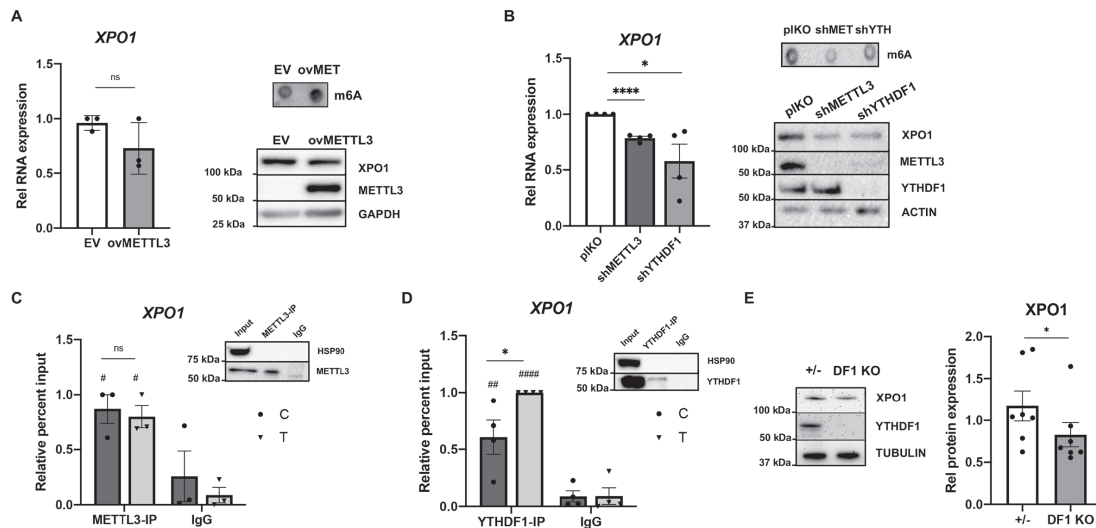 A
XPO1
Rel RNA expression
1.5
1.0
0.5
0.0
ns
EV ovMETTL3
EV ovMET
m6A
EV ovMETTL3
XPO1
100 kDa
METTL3
50 kDa
GAPDH
25 kDa
B
XPO1
Rel RNA expression
1.5
1.0
0.5
0.0
*
****
plKO
shMETTL3
shYTHDF1
plKO shMET shYTH
m6A
plKO
shMETTL3
shYTHDF1
XPO1
100 kDa
METTL3
50 kDa
YTHDF1
50 kDa
ACTIN
37 kDa
C
XPO1
Relative percent input
1.5
1.0
0.5
0.0
ns
# #
METTL3-IP IgG
Input
METTL3-IP
IgG
HSP90
75 kDa
METTL3
50 kDa
C
T
D
XPO1
Relative percent input
1.5
1.0
0.5
0.0
*
## ####
YTHDF1-IP IgG
Input
YTHDF1-IP
IgG
HSP90
75 kDa
YTHDF1
50 kDa
C
T
E
+/- DF1 KO
XPO1
100 kDa
YTHDF1
50 kDa
TUBULIN
37 kDa
XPO1
Rel protein expression
2.0
1.5
1.0
0.5
0.0
*
+/- DF1 KO